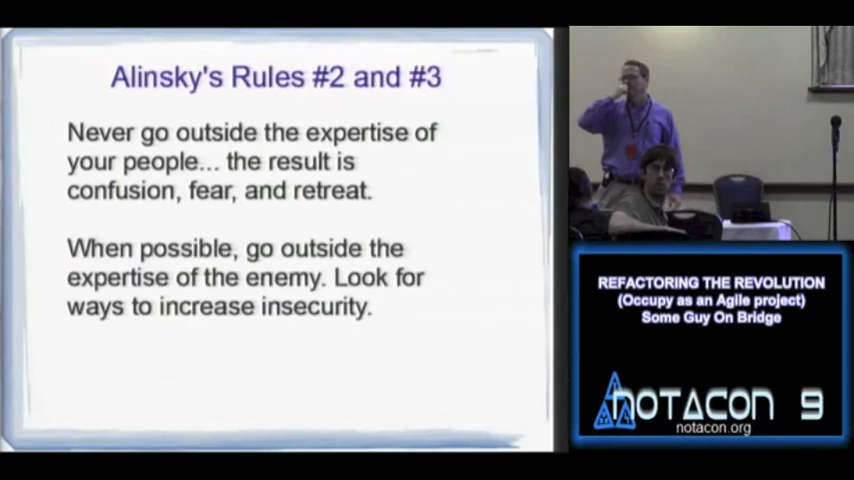 Alinsky's Rules #2 and #3
Never go outside the expertise of
your people... the result is
confusion, fear, and retreat.
When possible, go outside the
expertise of the enemy. Look for
ways to increase insecurity.
REFACTORING THE REVOLUTION
(Occupy as an Agile project)
Some Guy On Bridge
NOTACON 9
notacon.org